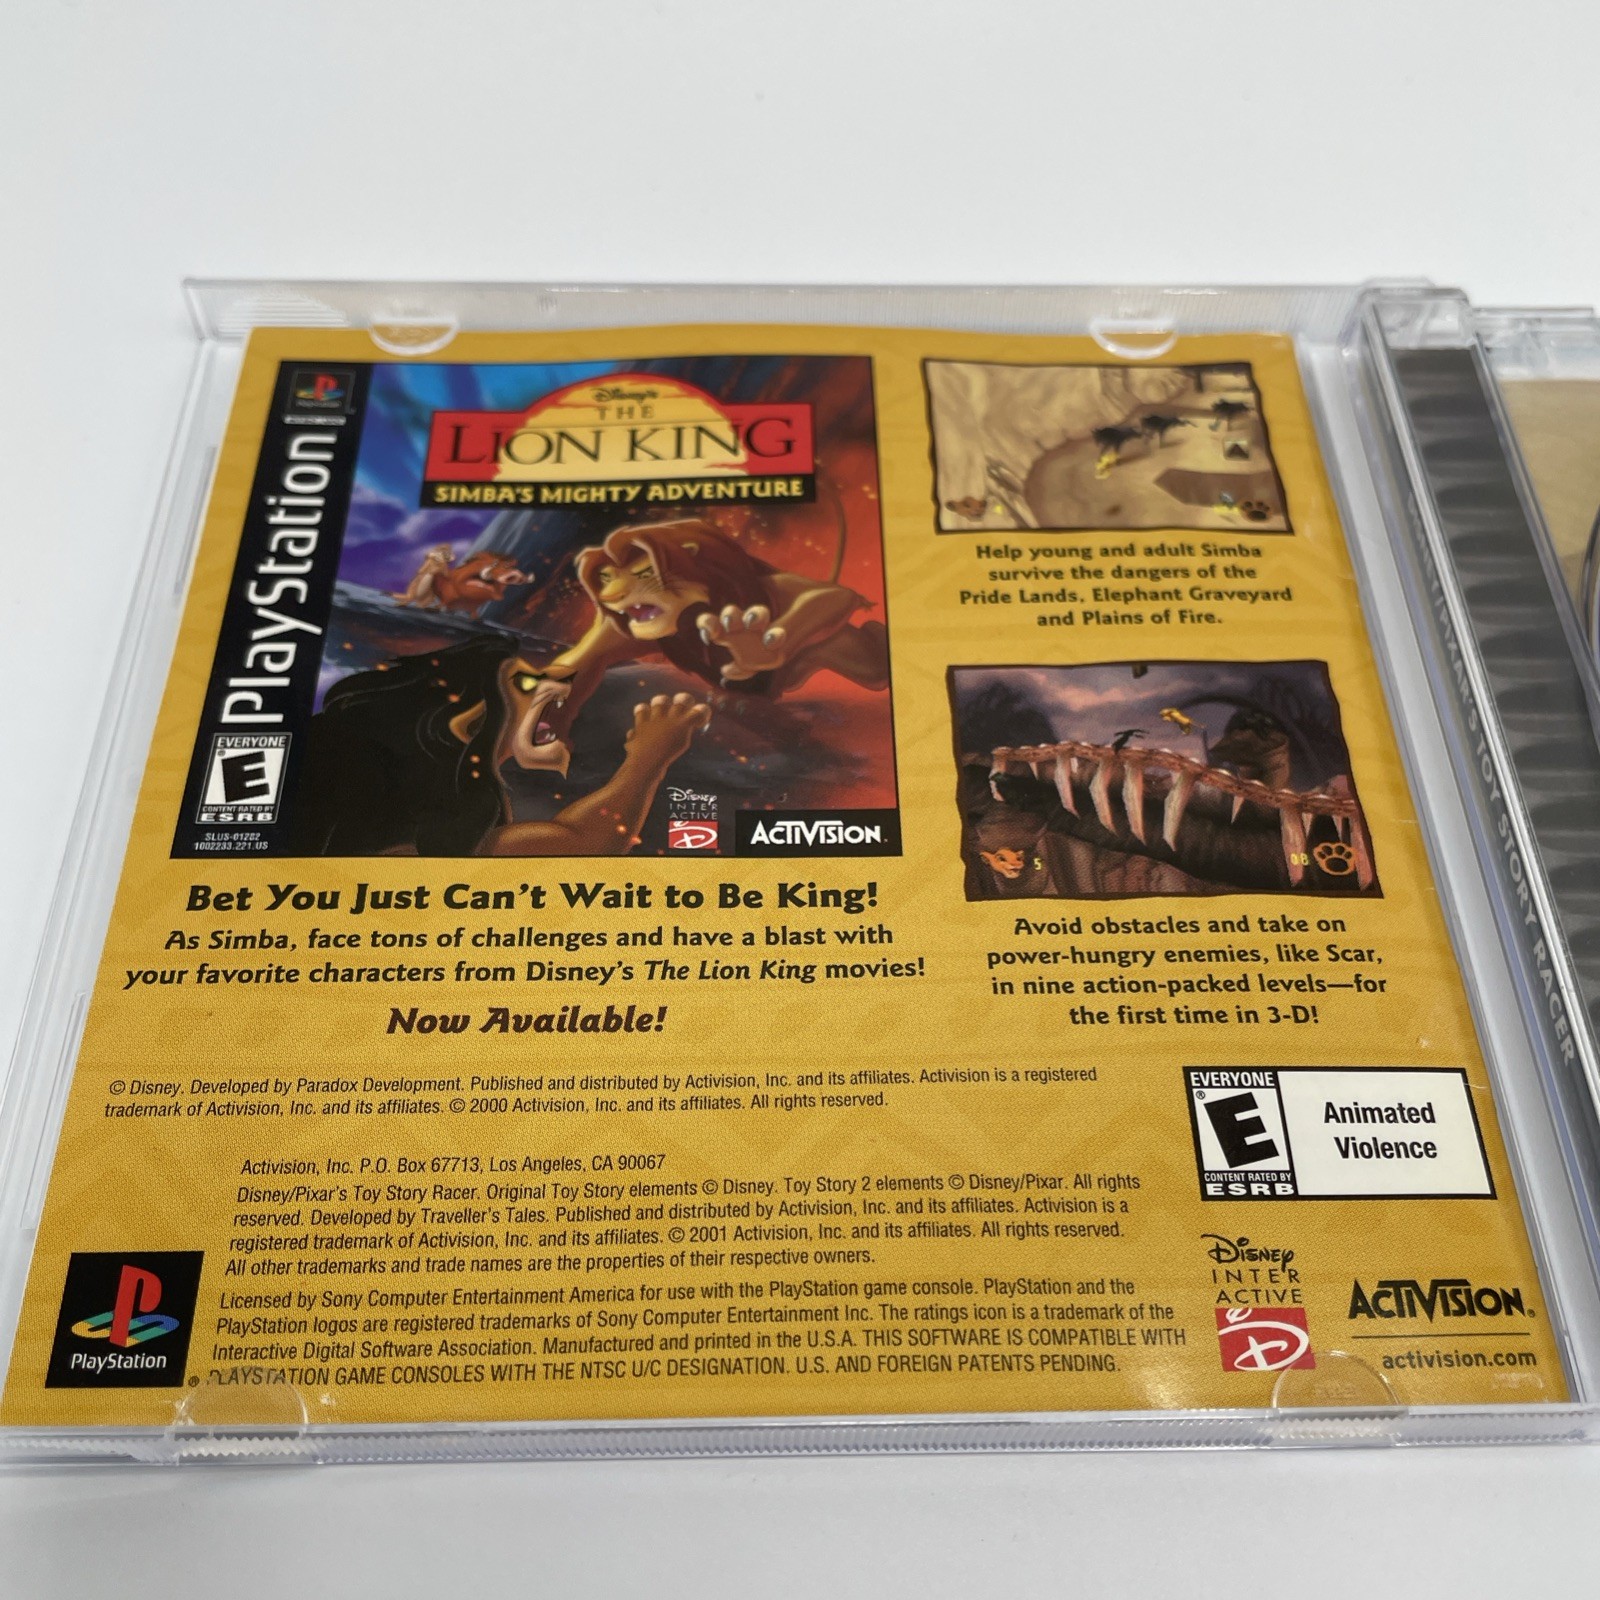 PlayStation
Disney's
THE
LION KING
SIMBA'S MIGHTY ADVENTURE
EVERYONE
E
CONTENT RATED BY
ESRB
SLUS-01282
1002233.221.US
DISNEY
INTER
ACTIVE
ACTIVISION.
Bet You Just Can't Wait to Be King!
As Simba, face tons of challenges and have a blast with
your favorite characters from Disney's The Lion King movies!
Now Available!
Help young and adult Simba
survive the dangers of the
Pride Lands, Elephant Graveyard
and Plains of Fire.
5
08
Avoid obstacles and take on
power-hungry enemies, like Scar,
in nine action-packed levels—for
the first time in 3-D!
© Disney. Developed by Paradox Development. Published and distributed by Activision, Inc. and its affiliates. Activision is a registered
trademark of Activision, Inc. and its affiliates. © 2000 Activision, Inc. and its affiliates. All rights reserved.
EVERYONE
® E
CONTENT RATED BY
ESRB
Animated
Violence
Activision, Inc. P.O. Box 67713, Los Angeles, CA 90067
Disney/Pixar's Toy Story Racer. Original Toy Story elements © Disney. Toy Story 2 elements © Disney/Pixar. All rights
reserved. Developed by Traveller's Tales. Published and distributed by Activision, Inc. and its affiliates. Activision is a
registered trademark of Activision, Inc. and its affiliates. © 2001 Activision, Inc. and its affiliates. All rights reserved.
All other trademarks and trade names are the properties of their respective owners.
Licensed by Sony Computer Entertainment America for use with the PlayStation game console. PlayStation and the
PlayStation logos are registered trademarks of Sony Computer Entertainment Inc. The ratings icon is a trademark of the
Interactive Digital Software Association. Manufactured and printed in the U.S.A. THIS SOFTWARE IS COMPATIBLE WITH
PLAYSTATION GAME CONSOLES WITH THE NTSC U/C DESIGNATION. U.S. AND FOREIGN PATENTS PENDING.
PlayStation
®
DISNEY
INTER
ACTIVE
ACTIVISION.
activision.com
DISNEY/PIXAR'S TOY STORY RACER